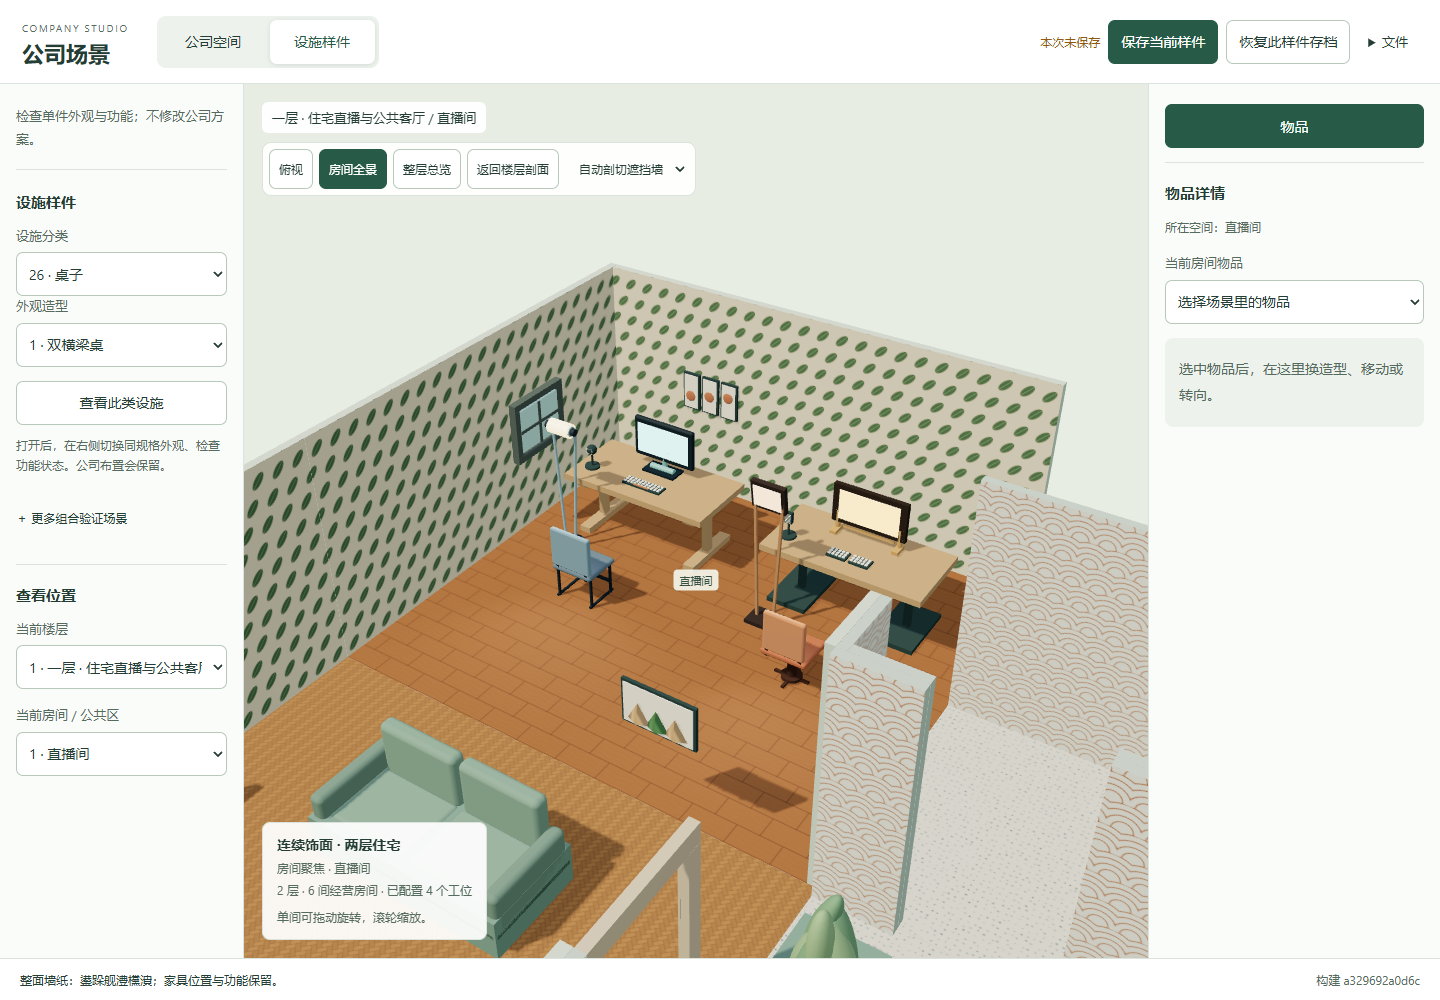 COMPANY STUDIO
公司场景
公司空间
设施样件
本次未保存
保存当前样件
恢复此样件存档
▶ 文件
检查单件外观与功能；不修改公司方
案。
设施样件
设施分类
26 · 桌子
外观造型
1 · 双横梁桌
查看此类设施
打开后，在右侧切换同规格外观、检查
功能状态。公司布置会保留。
+ 更多组合验证场景
查看位置
当前楼层
1 · 一层 · 住宅直播与公共客厅
当前房间 / 公共区
1 · 直播间
一层 · 住宅直播与公共客厅 / 直播间
俯视
房间全景
整层总览
返回楼层剖面
自动剖切遮挡墙
直播间
连续饰面 · 两层住宅
房间聚焦 · 直播间
2 层 · 6 间经营房间 · 已配置 4 个工位
单间可拖动旋转，滚轮缩放。
物品
物品详情
所在空间：直播间
当前房间物品
选择场景里的物品
选中物品后，在这里换造型、移动或
转向。
整面墙纸：家具位置与功能保留。
构建 a329692a0d6c